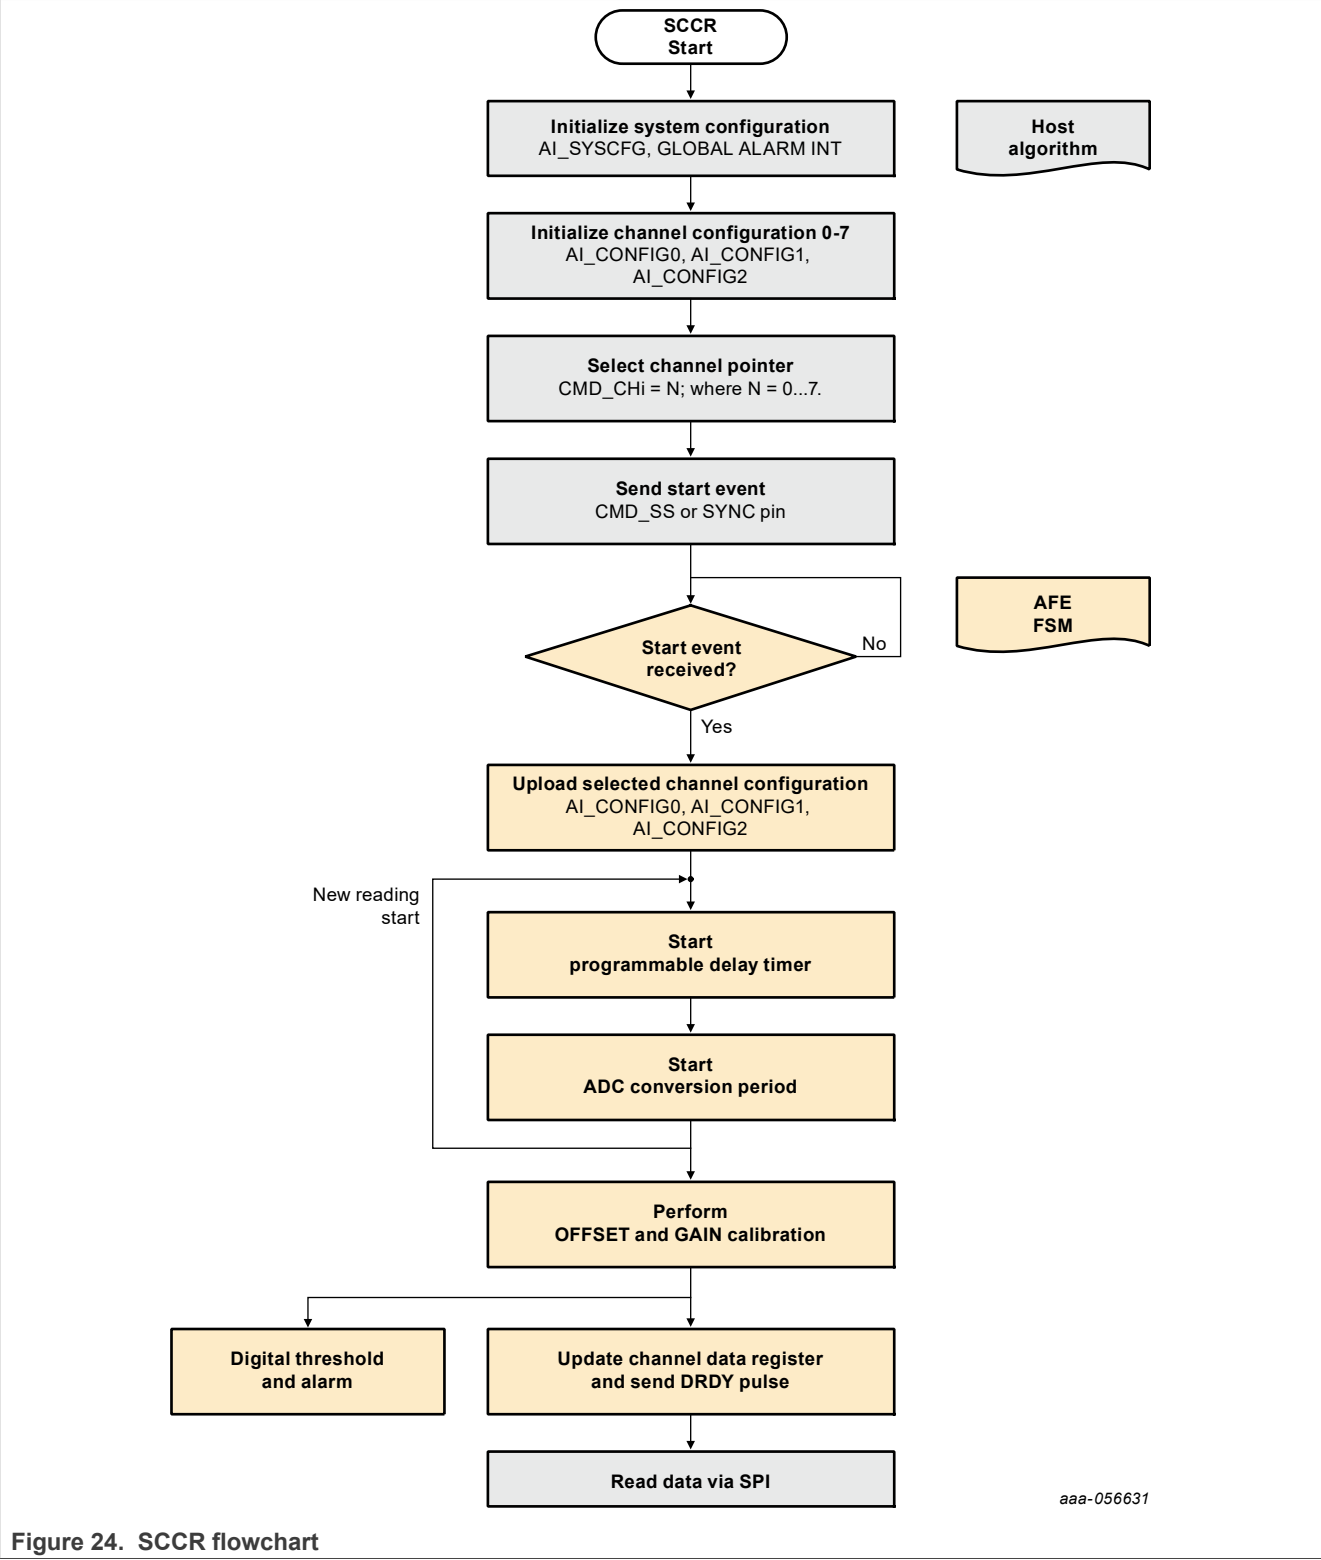 SCCR
Start
Initialize system configuration
AI_SYSCFG, GLOBAL ALARM INT
Host
algorithm
Initialize channel configuration 0-7
AI_CONFIG0, AI_CONFIG1,
AI_CONFIG2
Select channel pointer
CMD_CHi = N; where N = 0...7.
Send start event
CMD_SS or SYNC pin
AFE
FSM
Start event
received?
No
Yes
Upload selected channel configuration
AI_CONFIG0, AI_CONFIG1,
AI_CONFIG2
New reading
start
Start
programmable delay timer
Start
ADC conversion period
Perform
OFFSET and GAIN calibration
Digital threshold
and alarm
Update channel data register
and send DRDY pulse
Read data via SPI
aaa-056631
Figure 24. SCCR flowchart